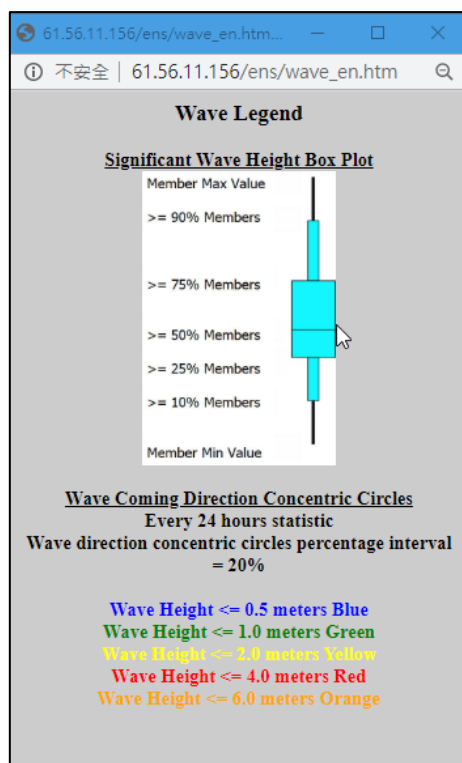 61.56.11.156/ens/wave_en.htm...
不安全 | 61.56.11.156/ens/wave_en.htm
Wave Legend
Significant Wave Height Box Plot
Member Max Value
>= 90% Members
>= 75% Members
>= 50% Members
>= 25% Members
>= 10% Members
Member Min Value
Wave Coming Direction Concentric Circles
Every 24 hours statistic
Wave direction concentric circles percentage interval
= 20%
Wave Height <= 0.5 meters Blue
Wave Height <= 1.0 meters Green
Wave Height <= 2.0 meters Yellow
Wave Height <= 4.0 meters Red
Wave Height <= 6.0 meters Orange